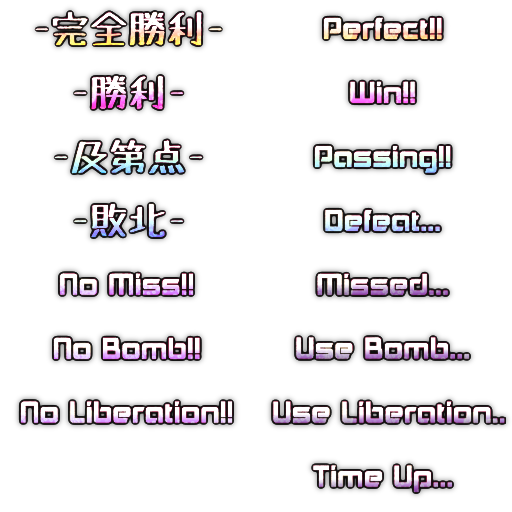 -完全勝利- Perfect!!
-勝利- Win!!
-及第点- Passing!!
-敗北- Defeat...
No Miss!! Missed...
No Bomb!! Use Bomb...
No Liberation!! Use Liberation..
Time Up...